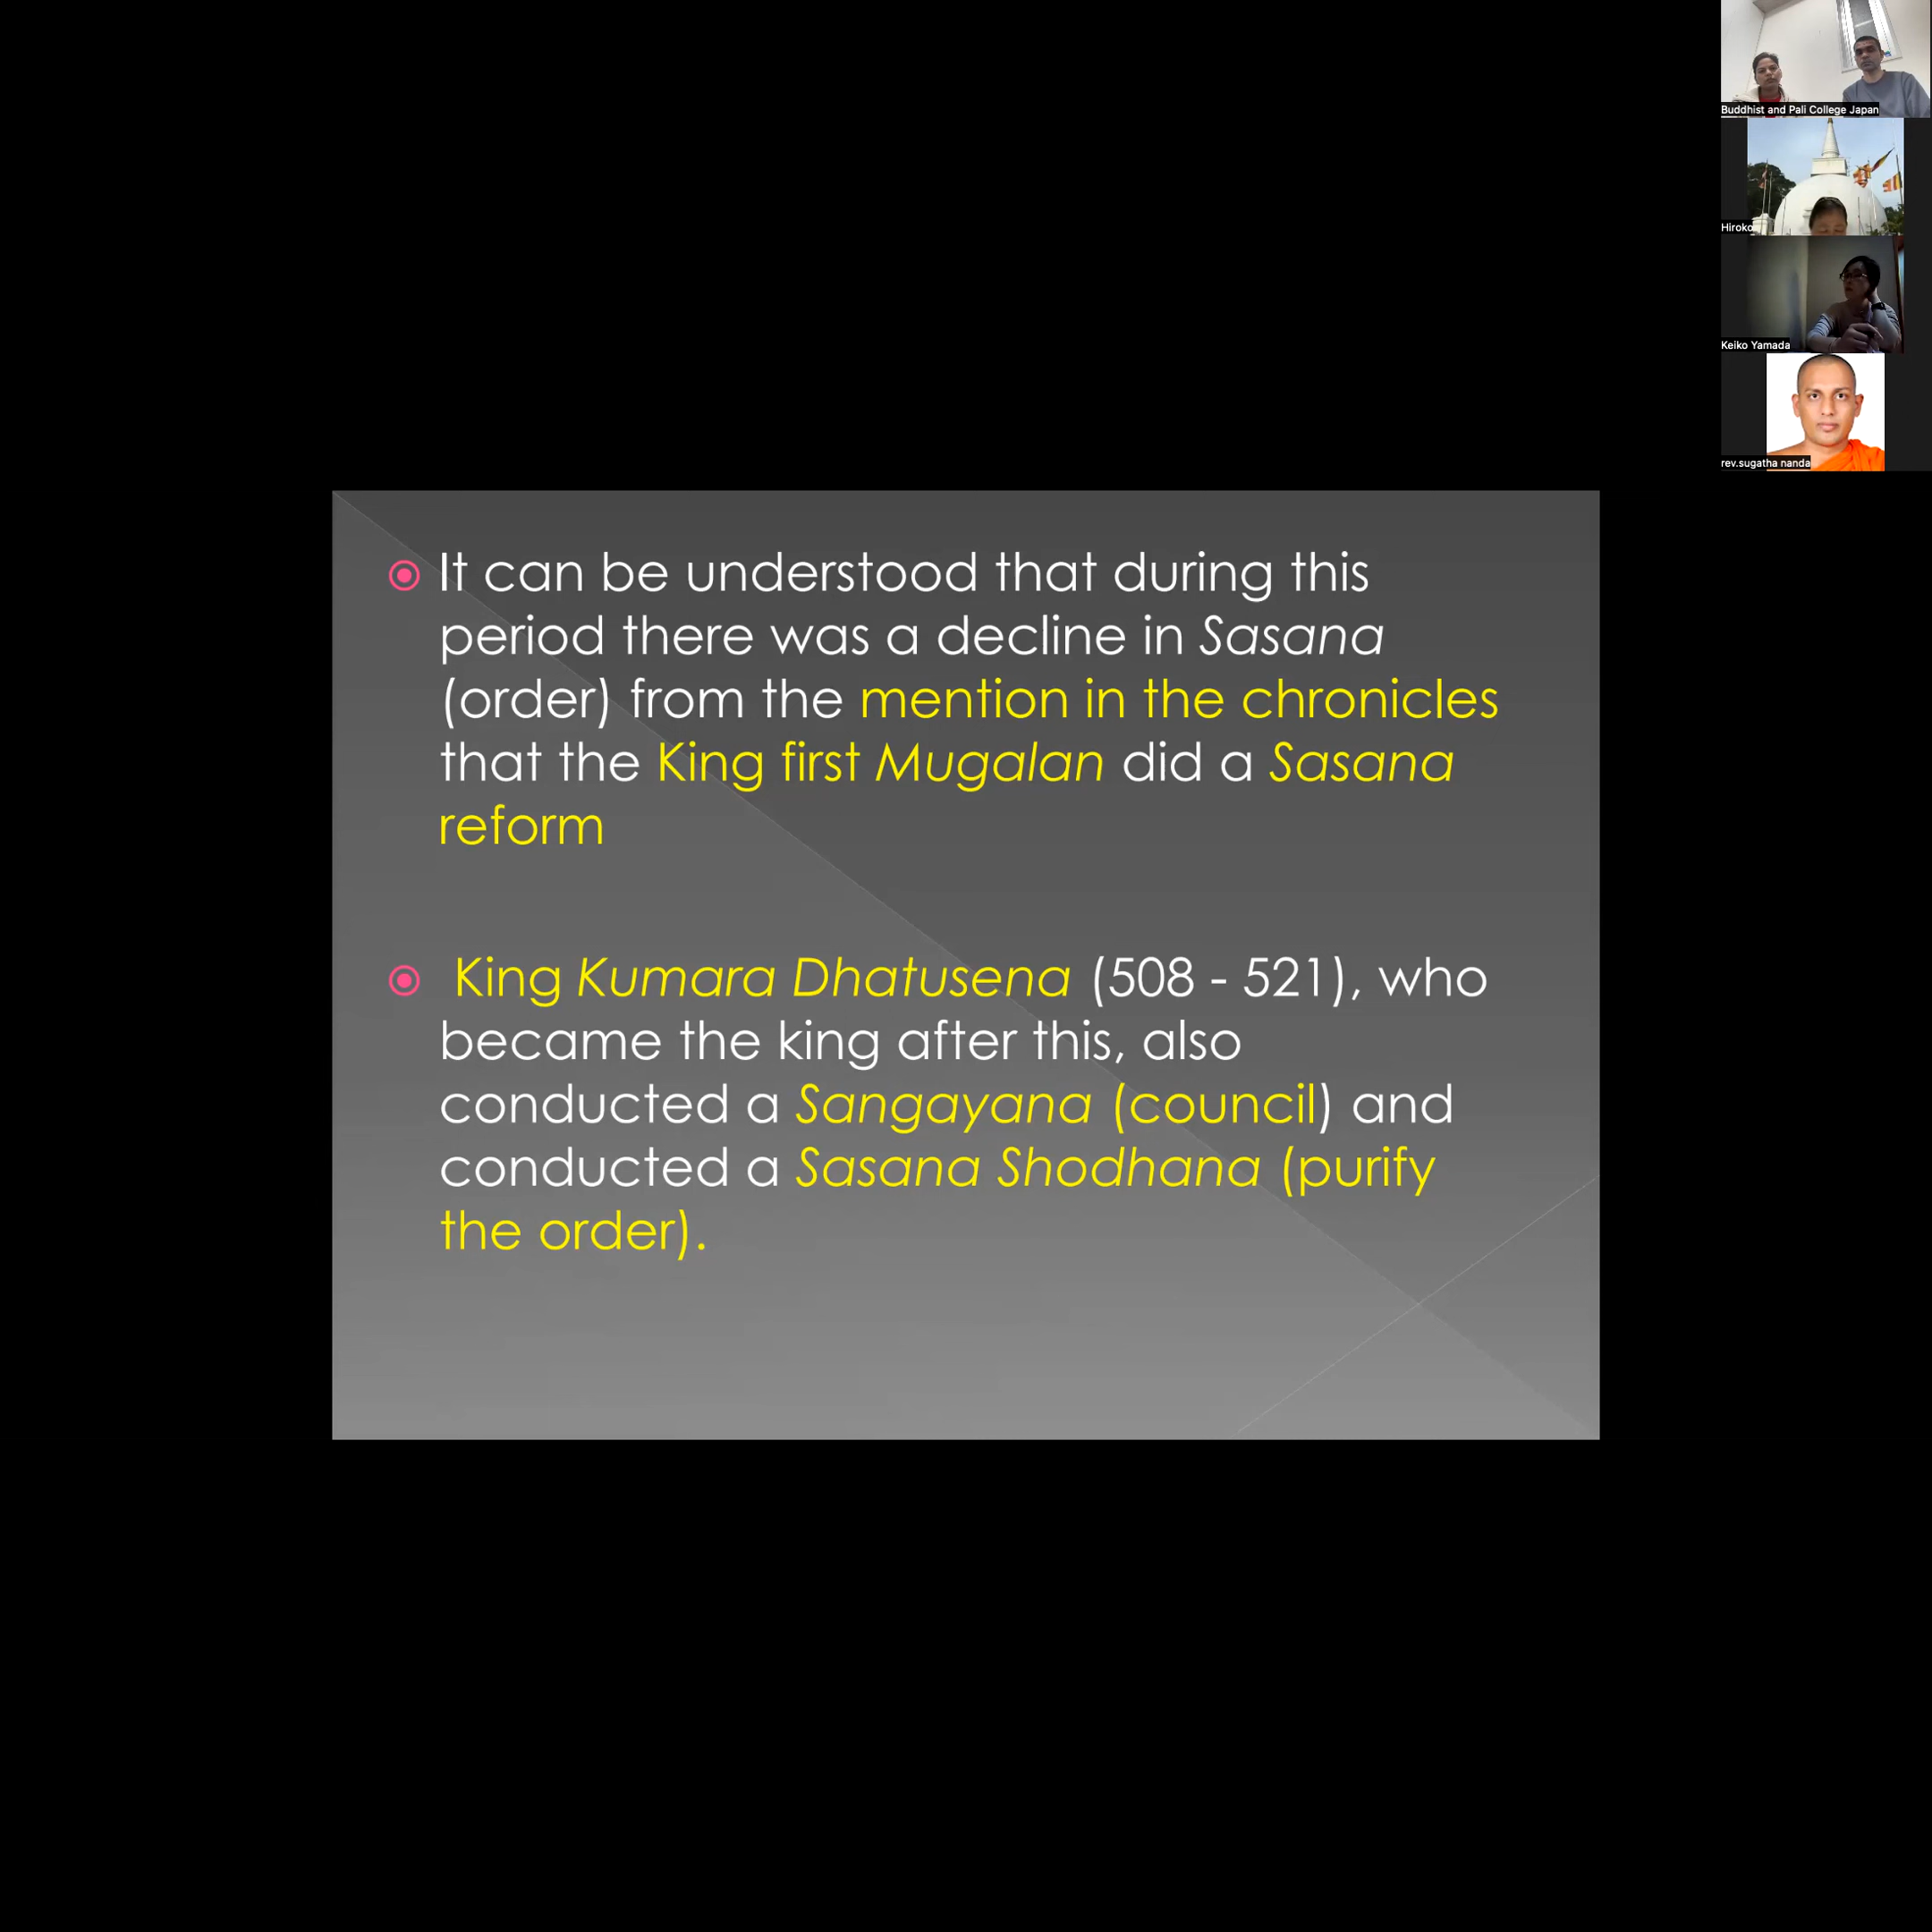 Buddhist and Pali College Japan
Hiroko
Keiko Yamada
rev.sugatha nanda
It can be understood that during this
period there was a decline in Sasana
(order) from the mention in the chronicles
that the King first Mugalan did a Sasana
reform
King Kumara Dhatusena (508 - 521), who
became the king after this, also
conducted a Sangayana (council) and
conducted a Sasana Shodhana (purify
the order).